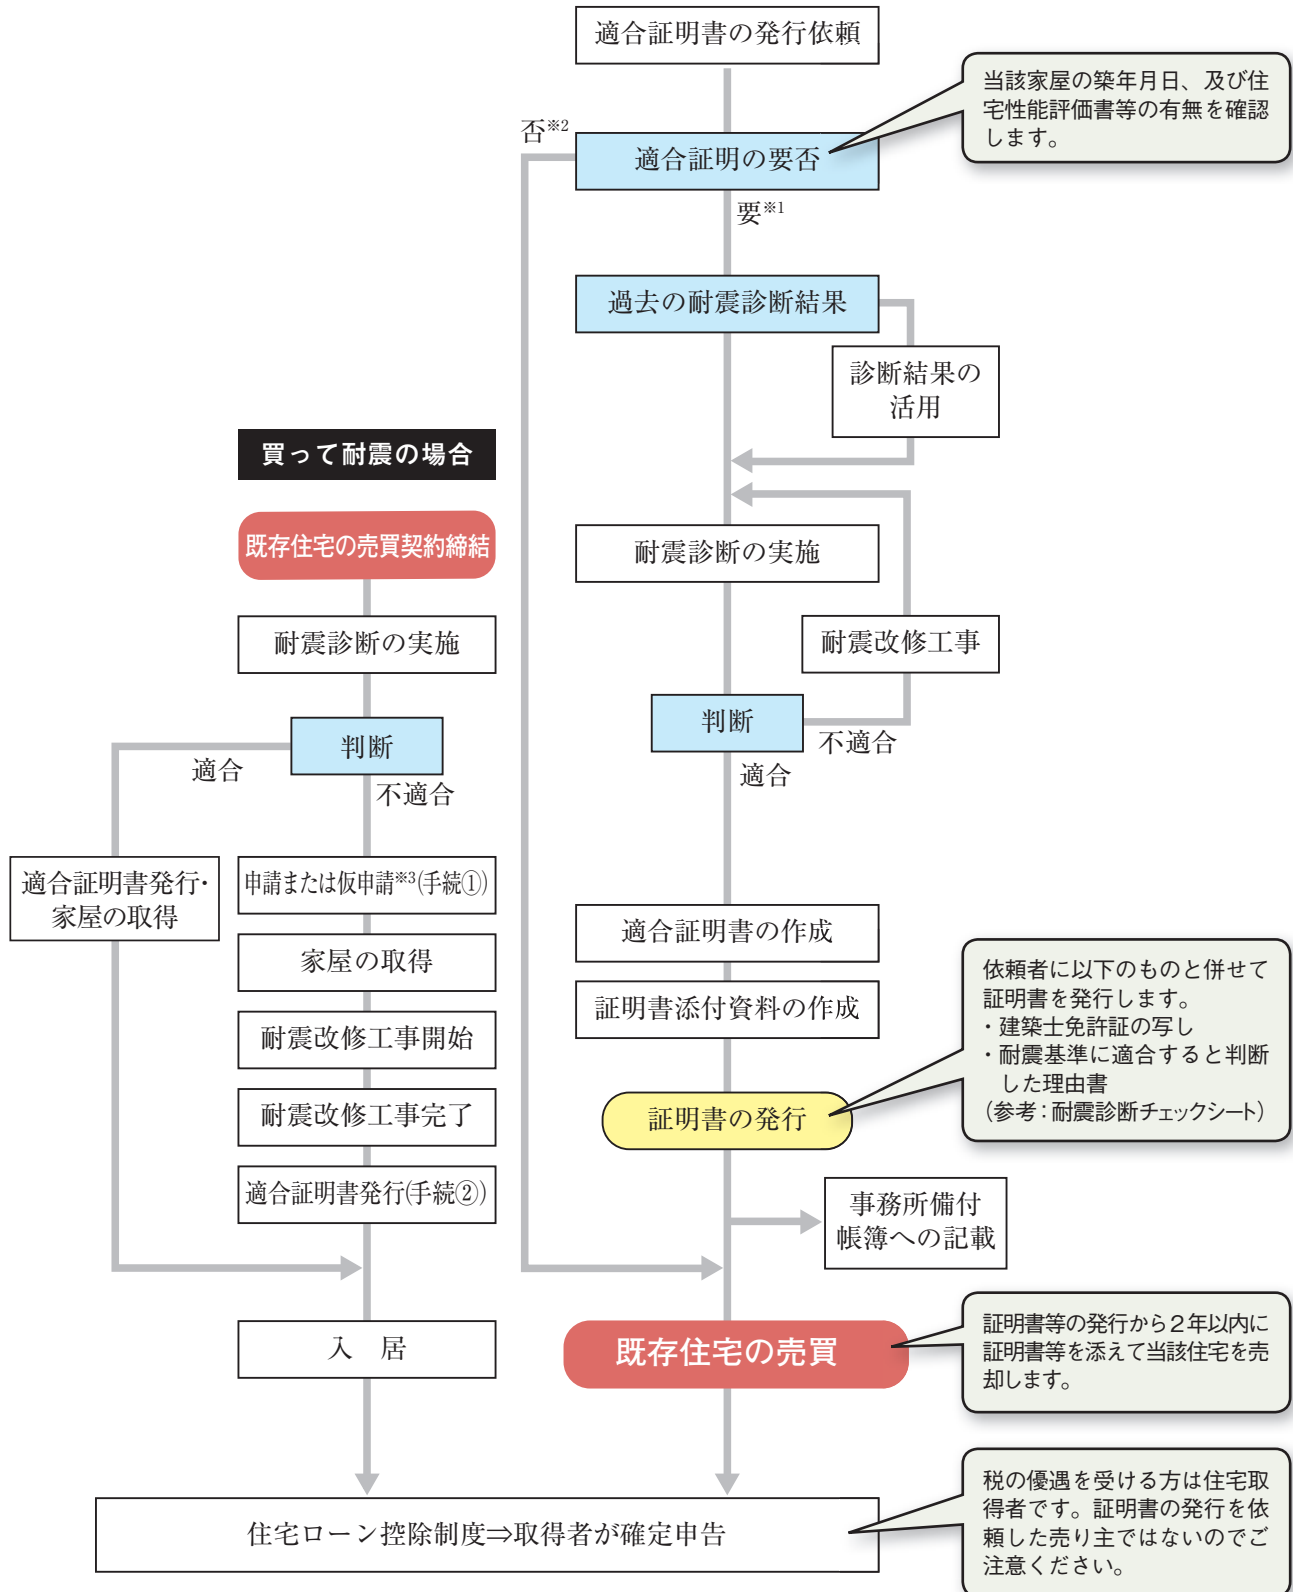 適合証明書の発行依頼
当該家屋の築年月日、及び住
宅性能評価書等の有無を確認
します。
否※2
適合証明の要否
要※1
過去の耐震診断結果
診断結果の
活用
買って耐震の場合
既存住宅の売買契約締結
耐震診断の実施
耐震診断の実施
耐震改修工事
判断
不適合
適合
判断
適合
不適合
適合証明書発行・
家屋の取得
申請または仮申請※3(手続①)
家屋の取得
耐震改修工事開始
耐震改修工事完了
適合証明書発行(手続②)
適合証明書の作成
証明書添付資料の作成
証明書の発行
依頼者に以下のものと併せて
証明書を発行します。
・建築士免許証の写し
・耐震基準に適合すると判断
した理由書
(参考:耐震診断チェックシート)
事務所備付
帳簿への記載
入　居
既存住宅の売買
証明書等の発行から2年以内に
証明書等を添えて当該住宅を売
却します。
住宅ローン控除制度⇒取得者が確定申告
税の優遇を受ける方は住宅取
得者です。証明書の発行を依
頼した売り主ではないのでご
注意ください。